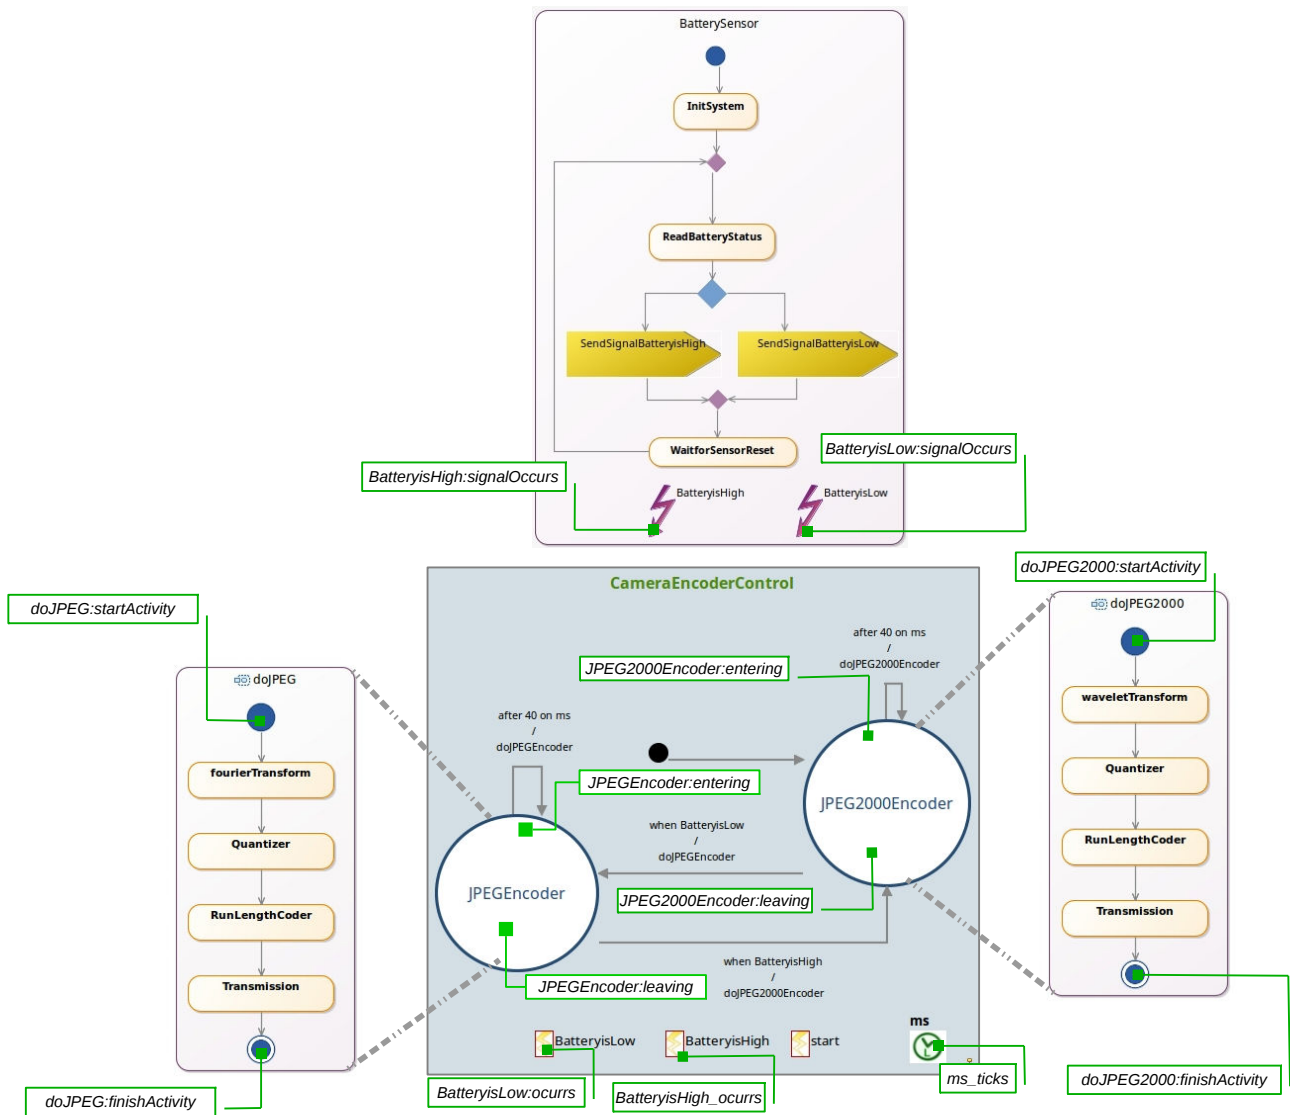 BatterySensor
InitSystem
ReadBatteryStatus
SendSignalBatteryisHigh
SendSignalBatteryisLow
WaitforSensorReset
BatteryisHigh:signalOccurs
BatteryisLow:signalOccurs
BatteryisHigh
BatteryisLow
CameraEncoderControl
doJPEG2000:startActivity
doJPEG:startActivity
doJPEG2000
after 40 on ms
/
doJPEG2000Encoder
JPEG2000Encoder:entering
doJPEG
waveletTransform
after 40 on ms
/
doJPEGEncoder
fourierTransform
JPEGEncoder:entering
Quantizer
JPEG2000Encoder
when BatteryisLow
/
doJPEGEncoder
Quantizer
RunLengthCoder
JPEGEncoder
JPEG2000Encoder:leaving
RunLengthCoder
Transmission
when BatteryisHigh
/
doJPEG2000Encoder
Transmission
JPEGEncoder:leaving
ms
BatteryisLow
BatteryisHigh
start
BatteryisLow:ocurrs
BatteryisHigh_ocurrs
ms_ticks
doJPEG2000:finishActivity
doJPEG:finishActivity